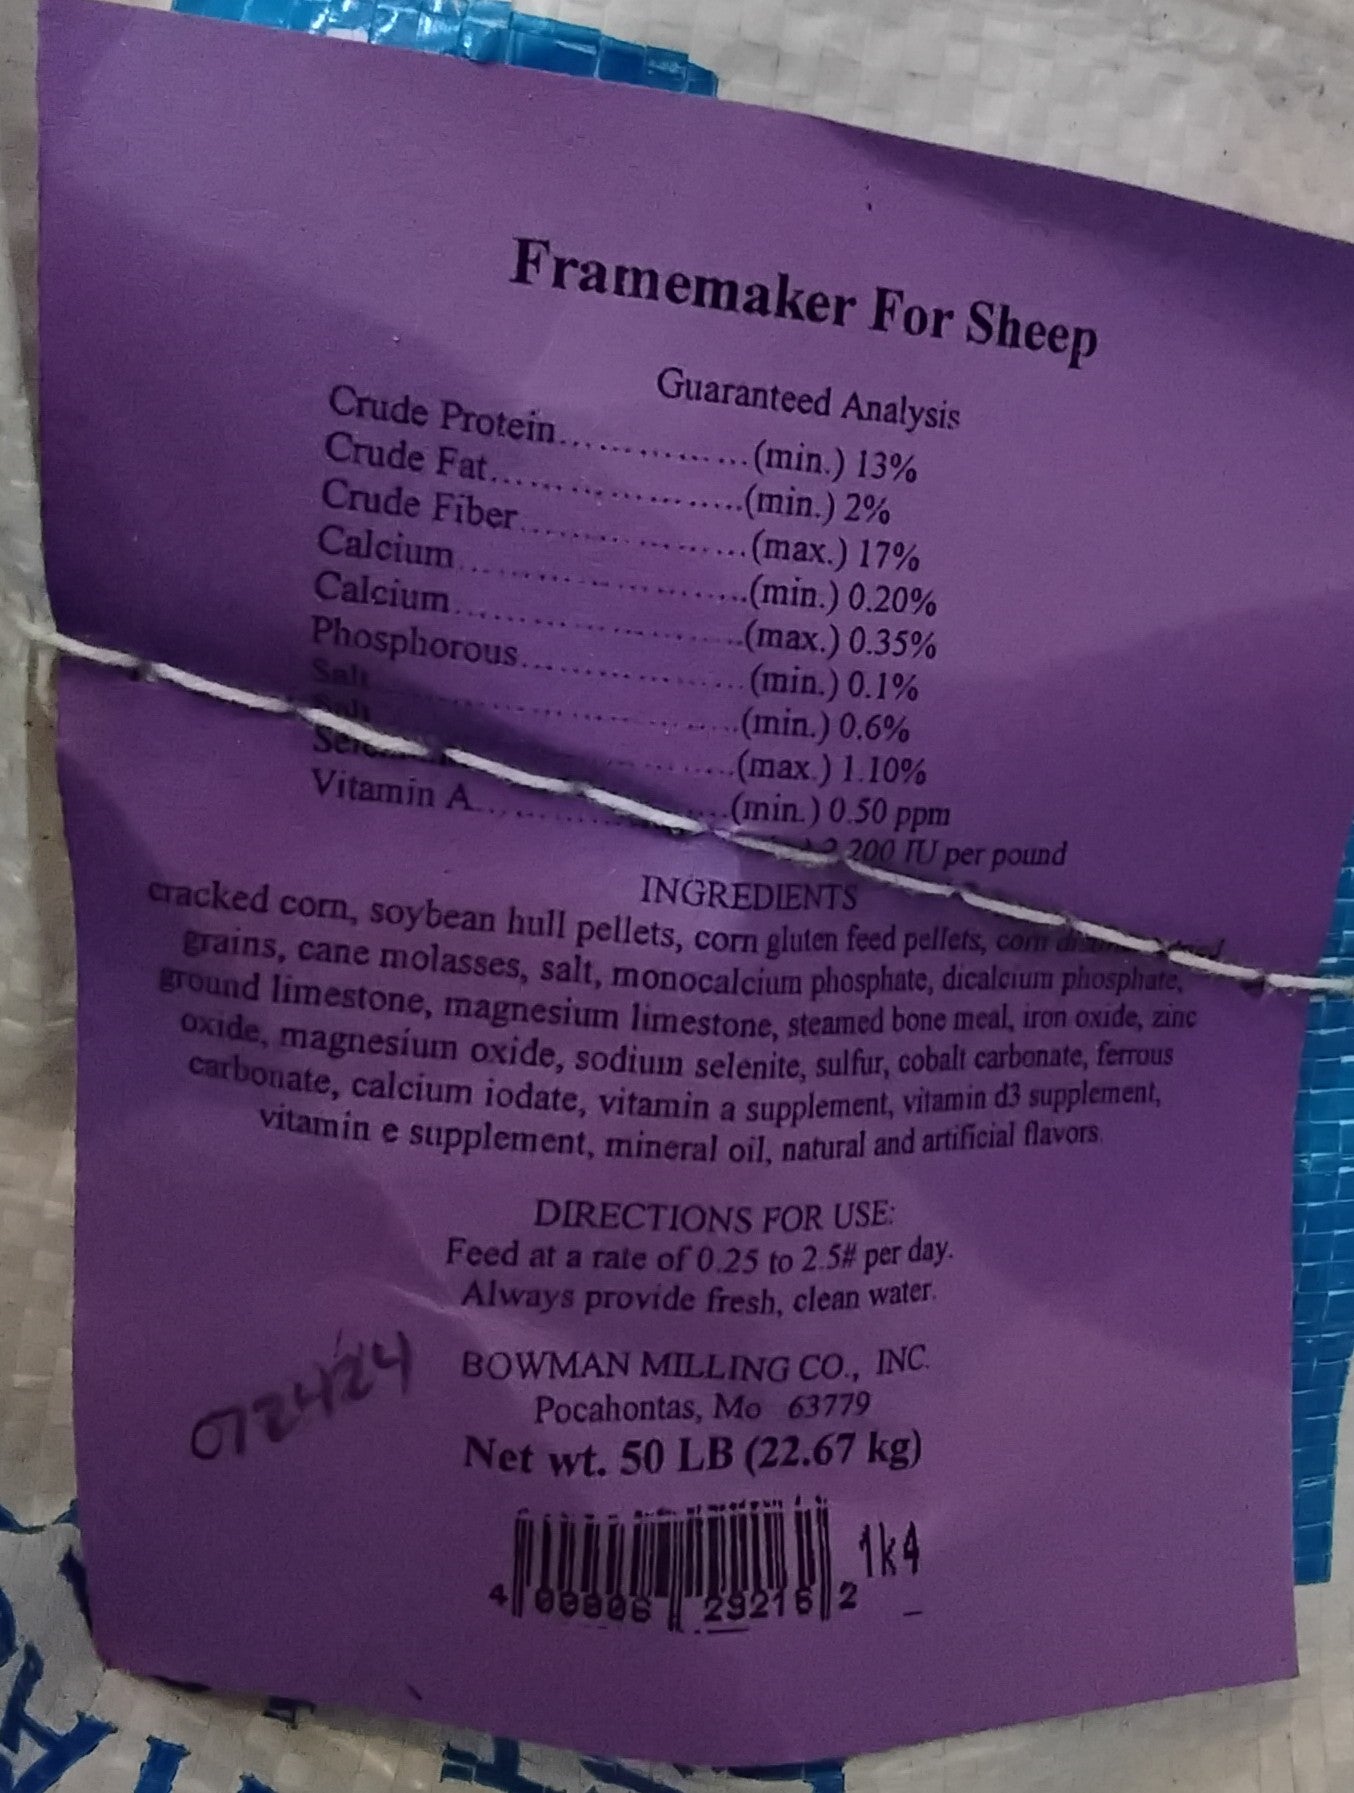 Framemaker For Sheep
Guaranteed Analysis
Crude Protein....................(min.) 13%
Crude Fat..........................(min.) 2%
Crude Fiber......................(max.) 17%
Calcium...........................(min.) 0.20%
Calcium...........................(max.) 0.35%
Phosphorous....................(min.) 0.1%
Salt..................................(min.) 0.6%
Salt..................................(max.) 1.10%
..........(min.) 0.50 ppm
Vitamin A.................. 200 IU per pound
INGREDIENTS
cracked corn, soybean hull pellets, corn gluten feed pellets, corn
grains, cane molasses, salt, monocalcium phosphate, dicalcium phosphate,
ground limestone, magnesium limestone, steamed bone meal, iron oxide, zinc
oxide, magnesium oxide, sodium selenite, sulfur, cobalt carbonate, ferrous
carbonate, calcium iodate, vitamin a supplement, vitamin d3 supplement,
vitamin e supplement, mineral oil, natural and artificial flavors.
DIRECTIONS FOR USE:
Feed at a rate of 0.25 to 2.5# per day.
Always provide fresh, clean water.
BOWMAN MILLING CO., INC.
Pocahontas, Mo 63779
Net wt. 50 LB (22.67 kg)
1k4
4 00006 29216 2